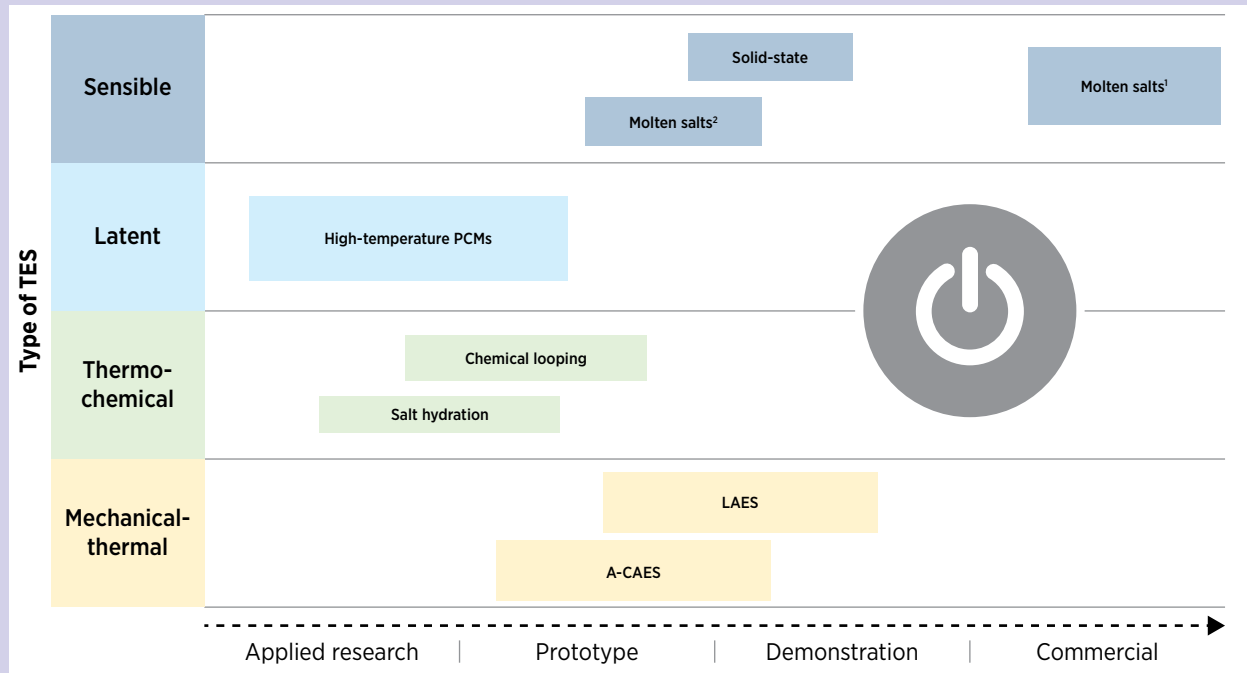 Type of TES
Sensible
Solid-state
Molten salts²
Molten salts¹
Latent
High-temperature PCMs
Thermo-
chemical
Chemical looping
Salt hydration
Mechanical-
thermal
LAES
A-CAES
Applied research | Prototype | Demonstration | Commercial